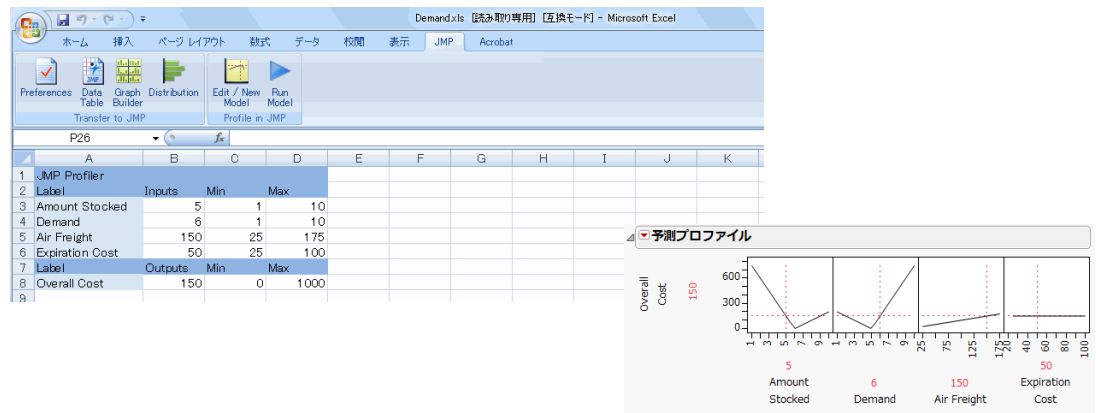 Demand.xls [読み取り専用] [互換モード] - Microsoft Excel
ホーム 挿入 ページ レイアウト 数式 データ 校閲 表示 JMP Acrobat
Preferences Data Table Graph Builder Distribution Edit / New Model Run Model
Transfer to JMP Profile in JMP
P26 fx
A B C D E F G H I J K
1 JMP Profiler
2 Label Inputs Min Max
3 Amount Stocked 5 1 10
4 Demand 6 1 10
5 Air Freight 150 25 175
6 Expiration Cost 50 25 100
7 Label Outputs Min Max
8 Overall Cost 150 0 1000
9
予測プロファイル
Overall Cost
150
600
300
0
1 3 5 7 9 1 3 5 7 9 25 75 125 175 20 40 60 80 100
5 6 150 50
Amount Stocked Demand Air Freight Expiration Cost